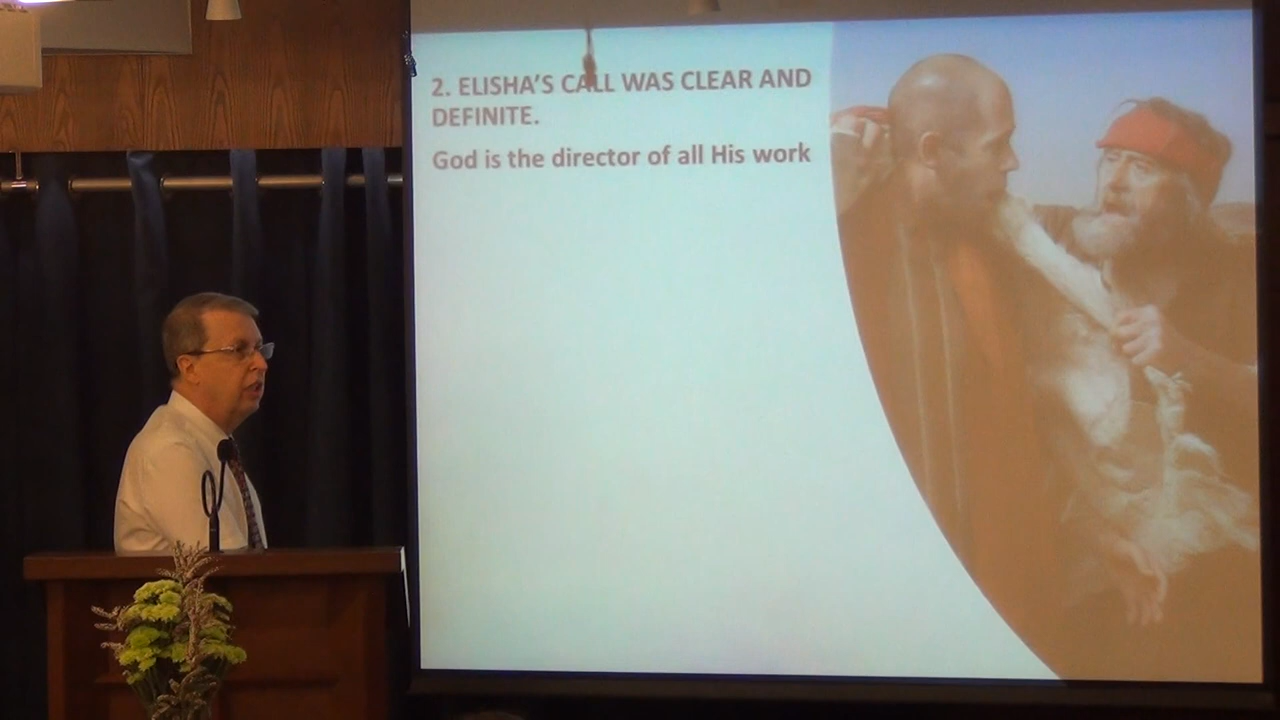 2. ELISHA'S CALL WAS CLEAR AND
DEFINITE.
God is the director of all His work